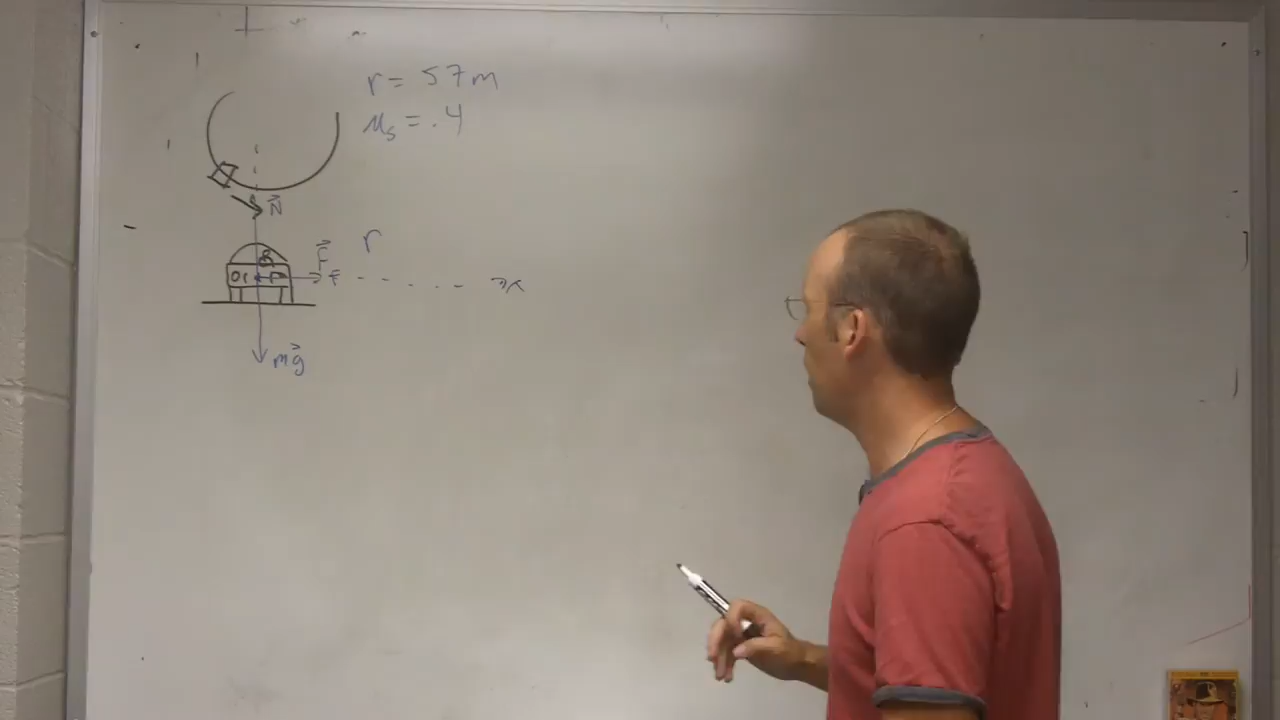 r = 57m
μs = .4
N⃗
r
F⃗
x
mg⃗